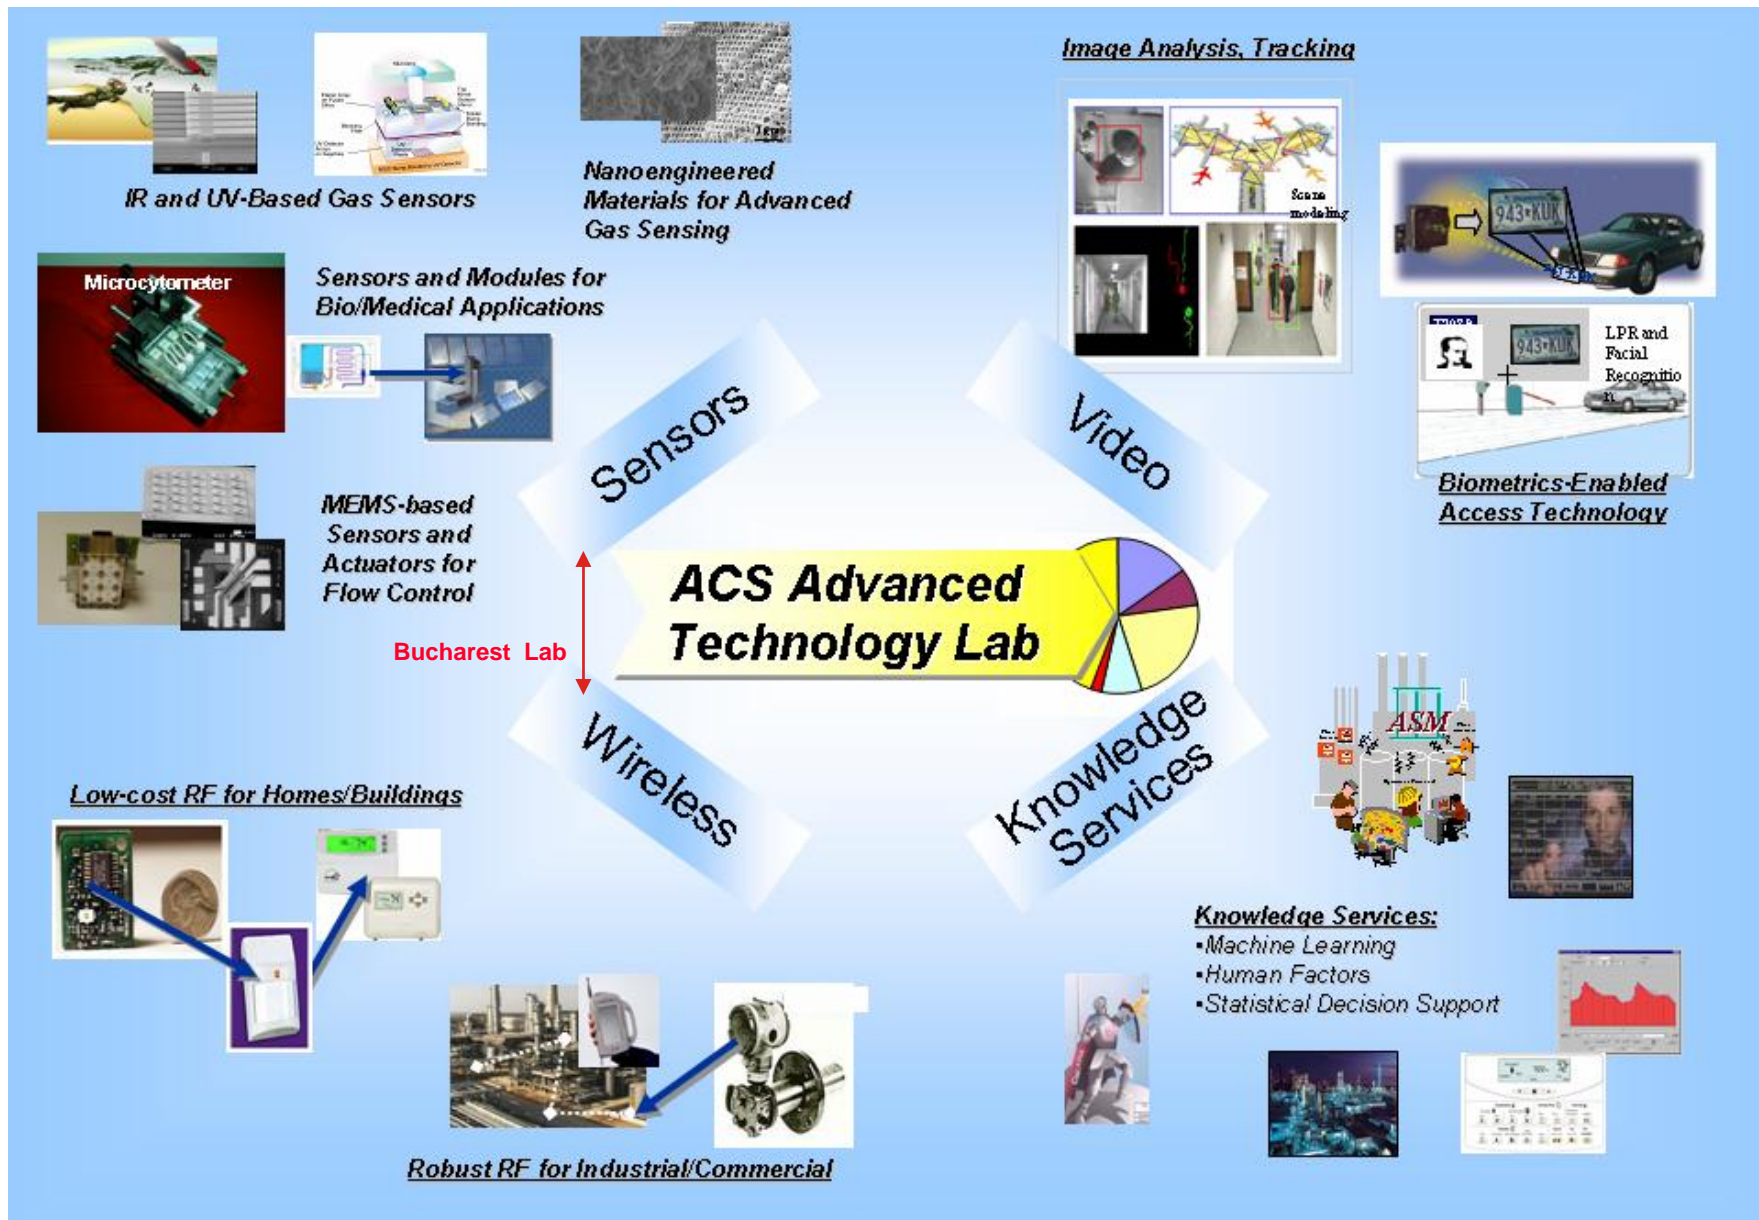 IR and UV-Based Gas Sensors
Nanoengineered
Materials for Advanced
Gas Sensing
Microcytometer
Sensors and Modules for
Bio/Medical Applications
MEMS-based
Sensors and
Actuators for
Flow Control
Sensors
Image Analysis, Tracking
Scene
modeling
943*KUK
943*KUK
LPR and
Facial
Recognitio
n
Biometrics-Enabled
Access Technology
Video
ACS Advanced
Technology Lab
Bucharest Lab
Wireless
Low-cost RF for Homes/Buildings
Robust RF for Industrial/Commercial
Knowledge
Services
ASM
Knowledge Services:
▪Machine Learning
▪Human Factors
▪Statistical Decision Support